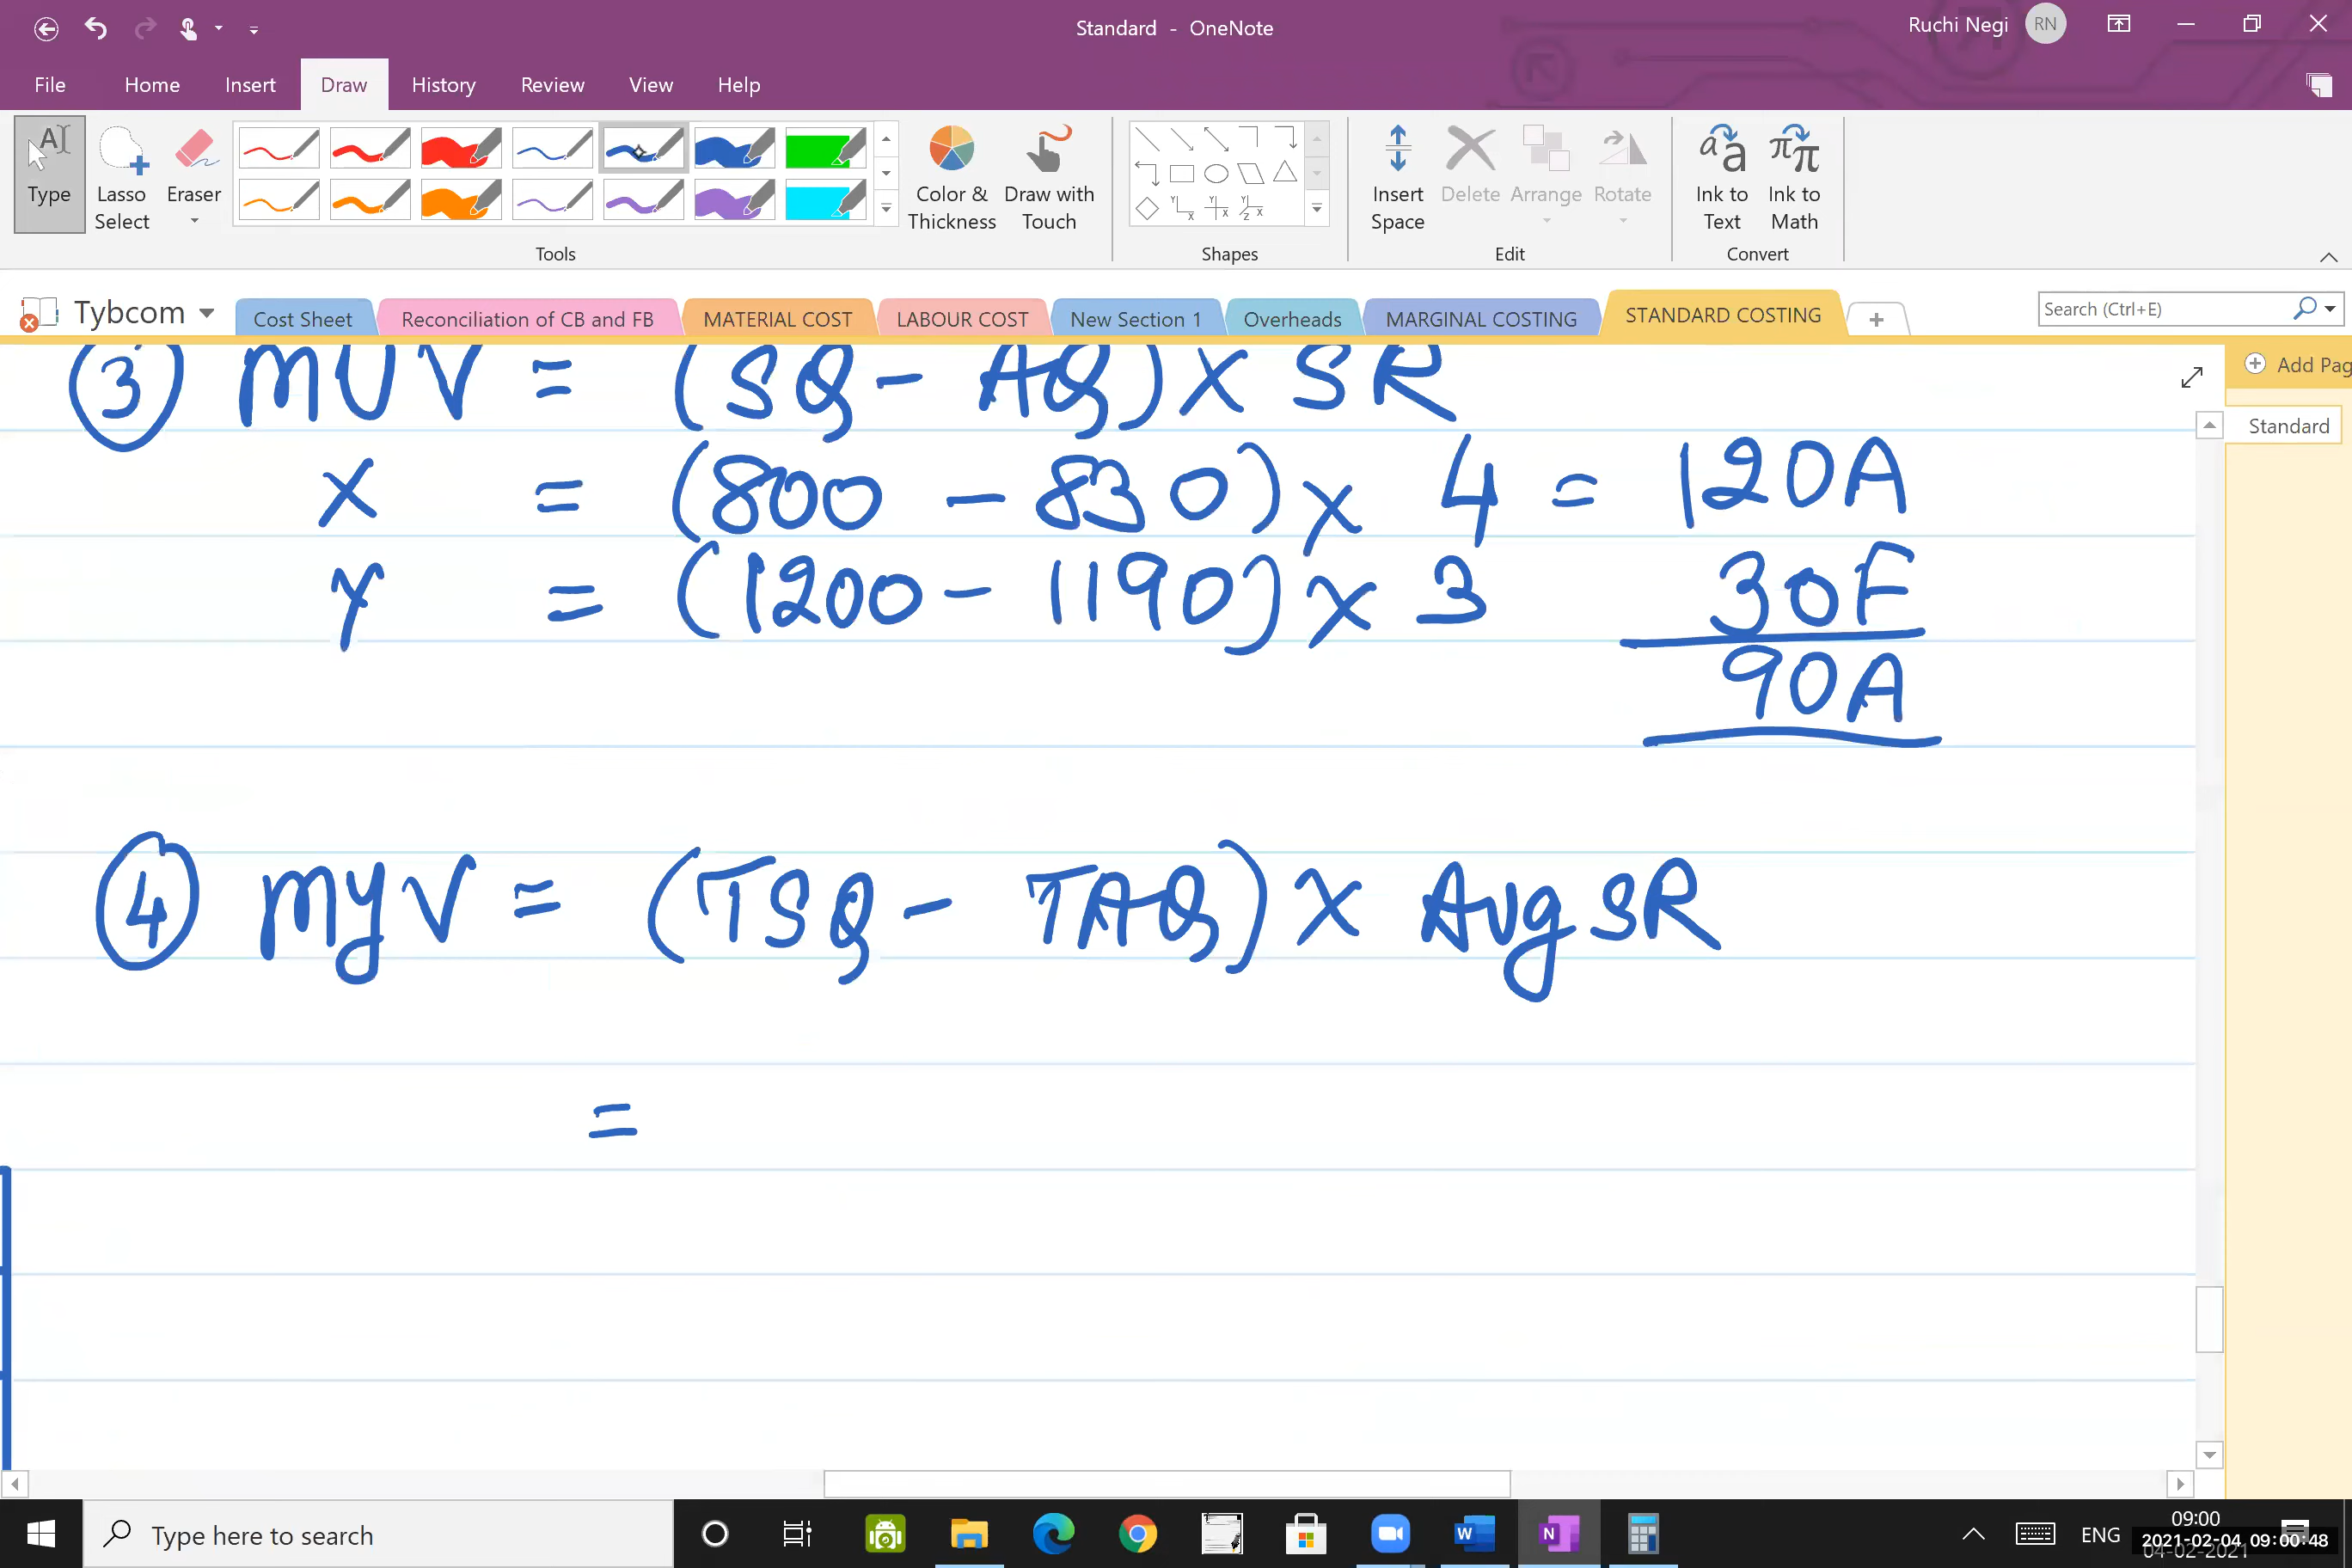 Standard - OneNote
Ruchi Negi RN
File Home Insert Draw History Review View Help
Type
Lasso Select
Eraser
Color & Thickness
Draw with Touch
Insert Space
Delete
Arrange
Rotate
Ink to Text
Ink to Math
Tools Shapes Edit Convert
Tybcom Cost Sheet Reconciliation of CB and FB MATERIAL COST LABOUR COST New Section 1 Overheads MARGINAL COSTING STANDARD COSTING + Search (Ctrl+E)
Add Pag
Standard
③ MUV = (SQ - AQ) X SR
X = (800 - 830) X 4 = 120A
Y = (1200 - 1190) X 3 30F
90A
④ MYV = (TSQ - TAQ) X Avg SR
=
Type here to search
ENG
09:00
04-02-2021
2021-02-04 09:00:48